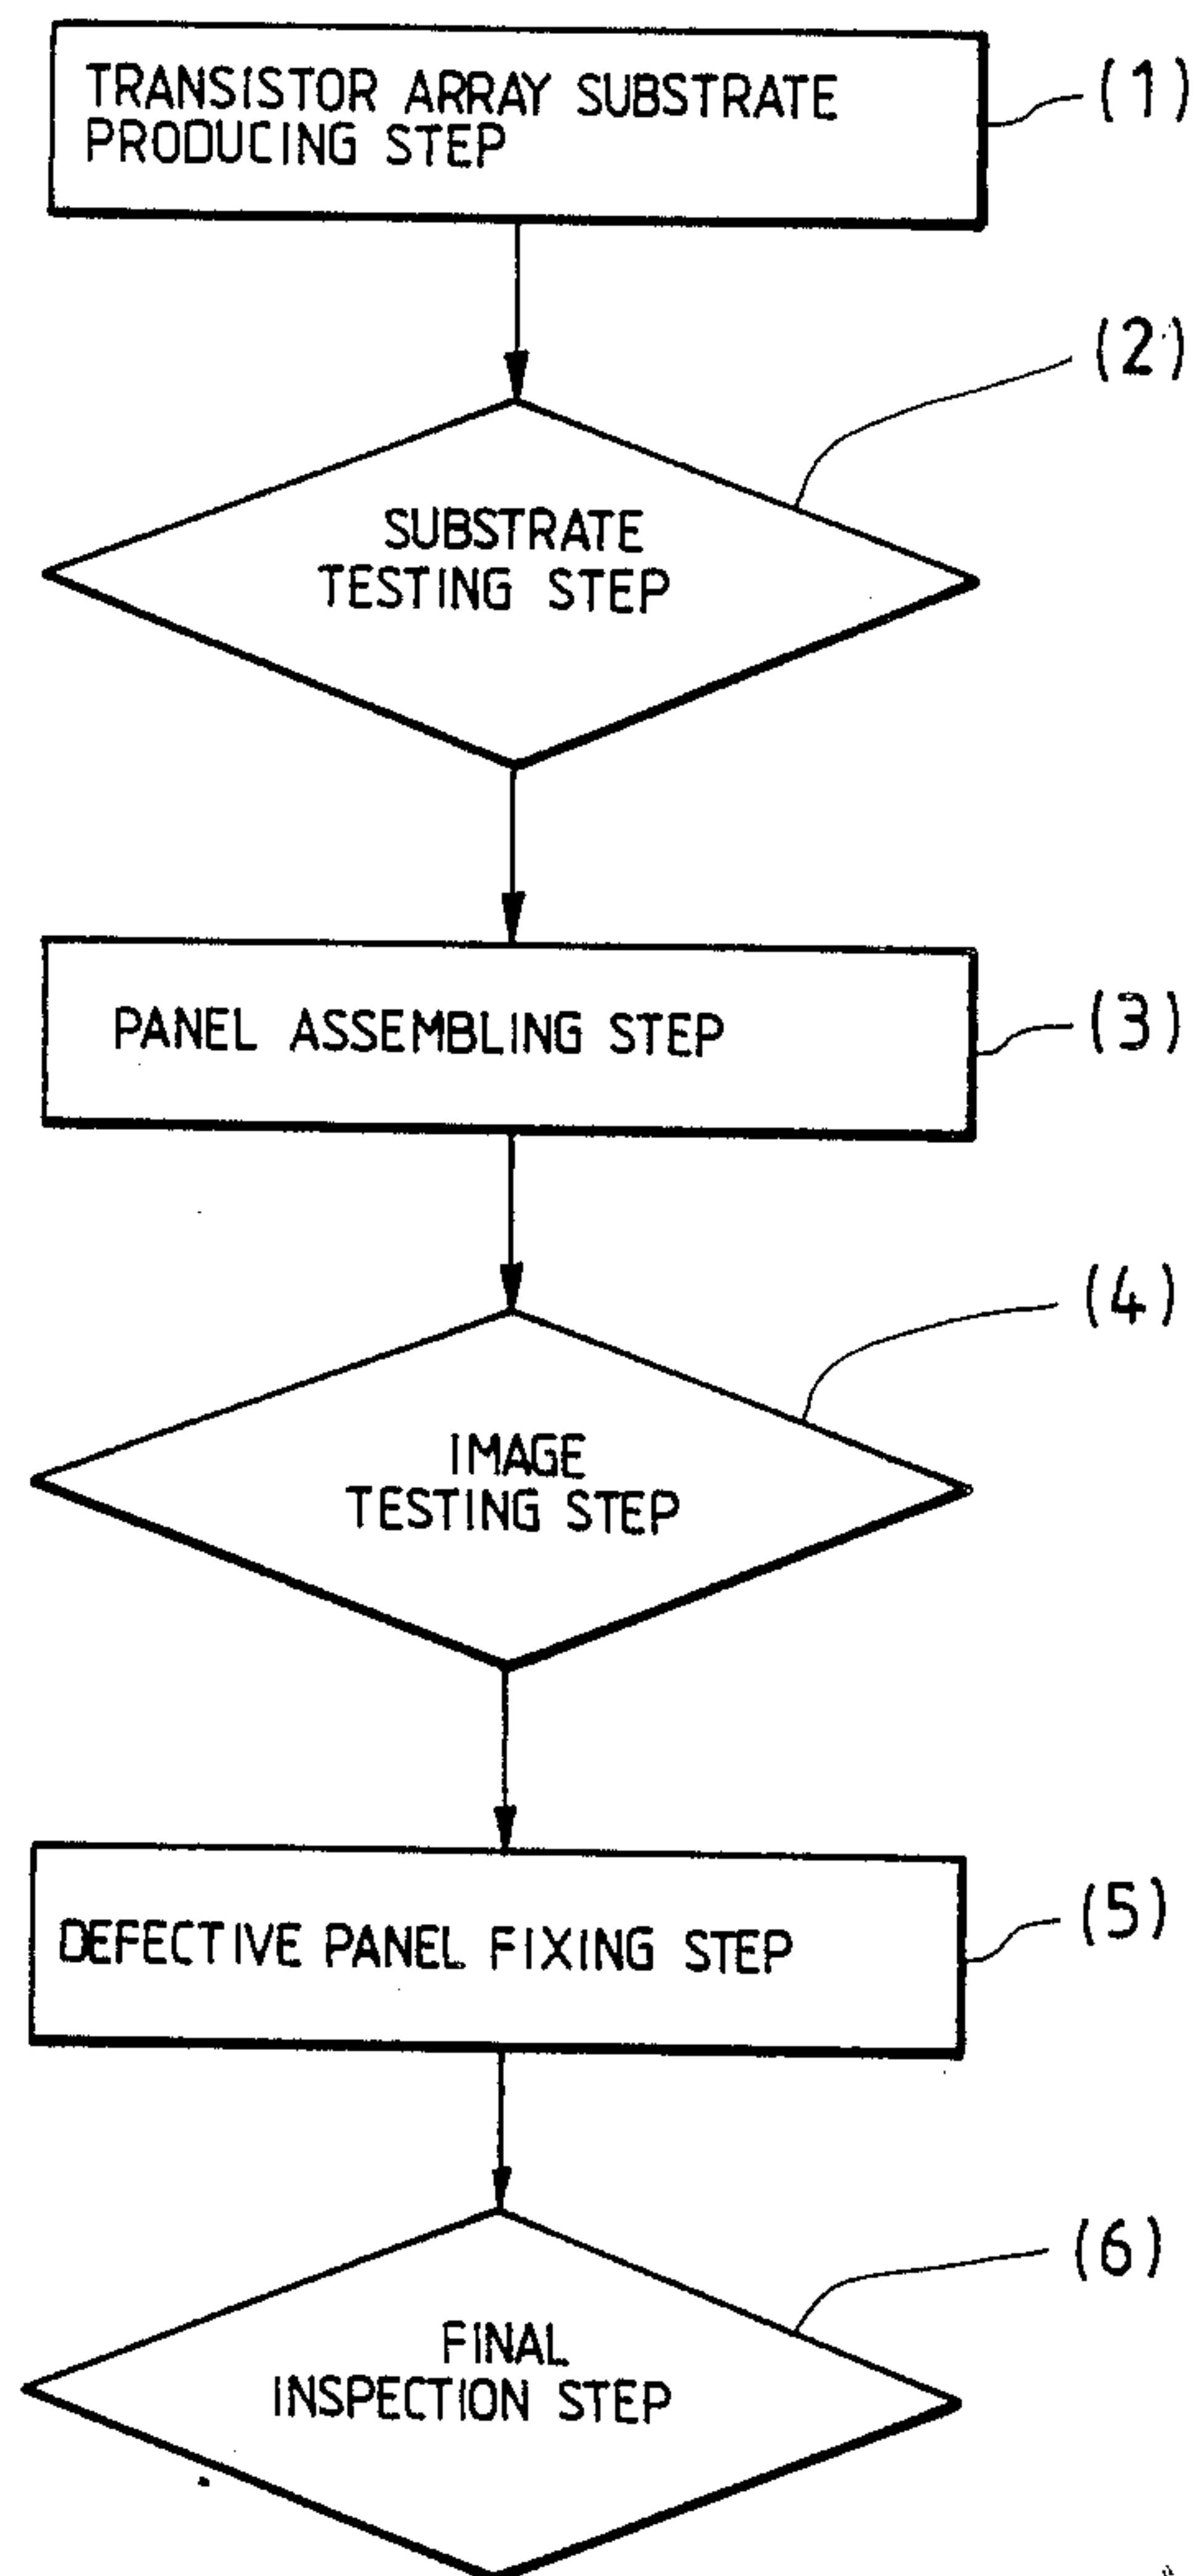 TRANSISTOR ARRAY SUBSTRATE
PRODUCING STEP
(1)
(2)
SUBSTRATE
TESTING STEP
PANEL ASSEMBLING STEP
(3)
(4)
IMAGE
TESTING STEP
DEFECTIVE PANEL FIXING STEP
(5)
(6)
FINAL
INSPECTION STEP